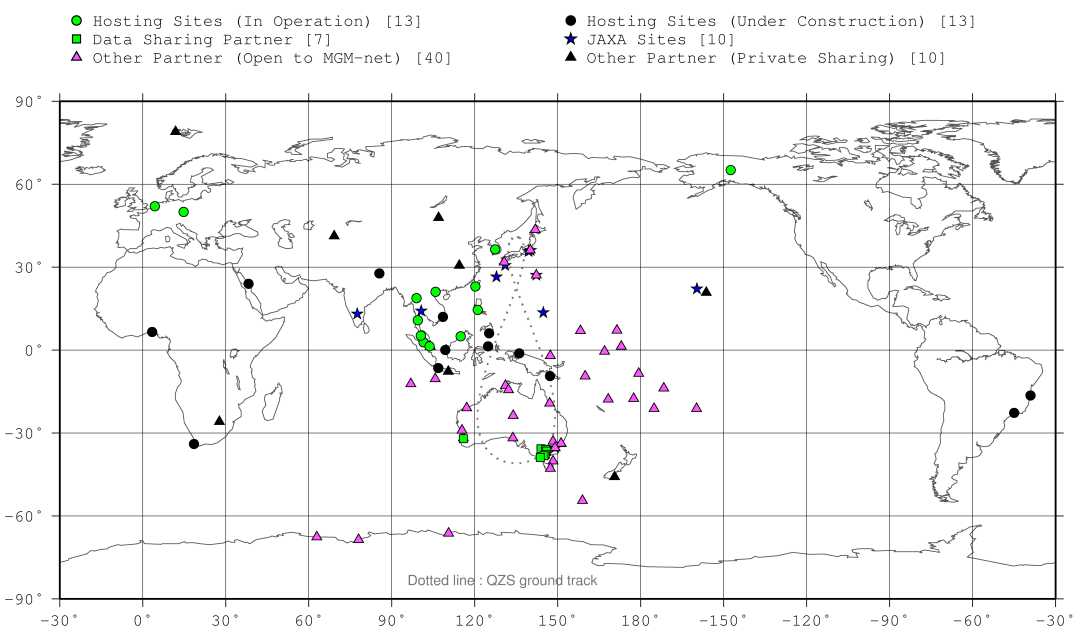 Hosting Sites (In Operation) [13]
Hosting Sites (Under Construction) [13]
Data Sharing Partner [7]
JAXA Sites [10]
Other Partner (Open to MGM-net) [40]
Other Partner (Private Sharing) [10]
90°
60°
30°
0°
−30°
−60°
−90°
Dotted line : QZS ground track
−30° 0° 30° 60° 90° 120° 150° −180° −150° −120° −90° −60° −30°